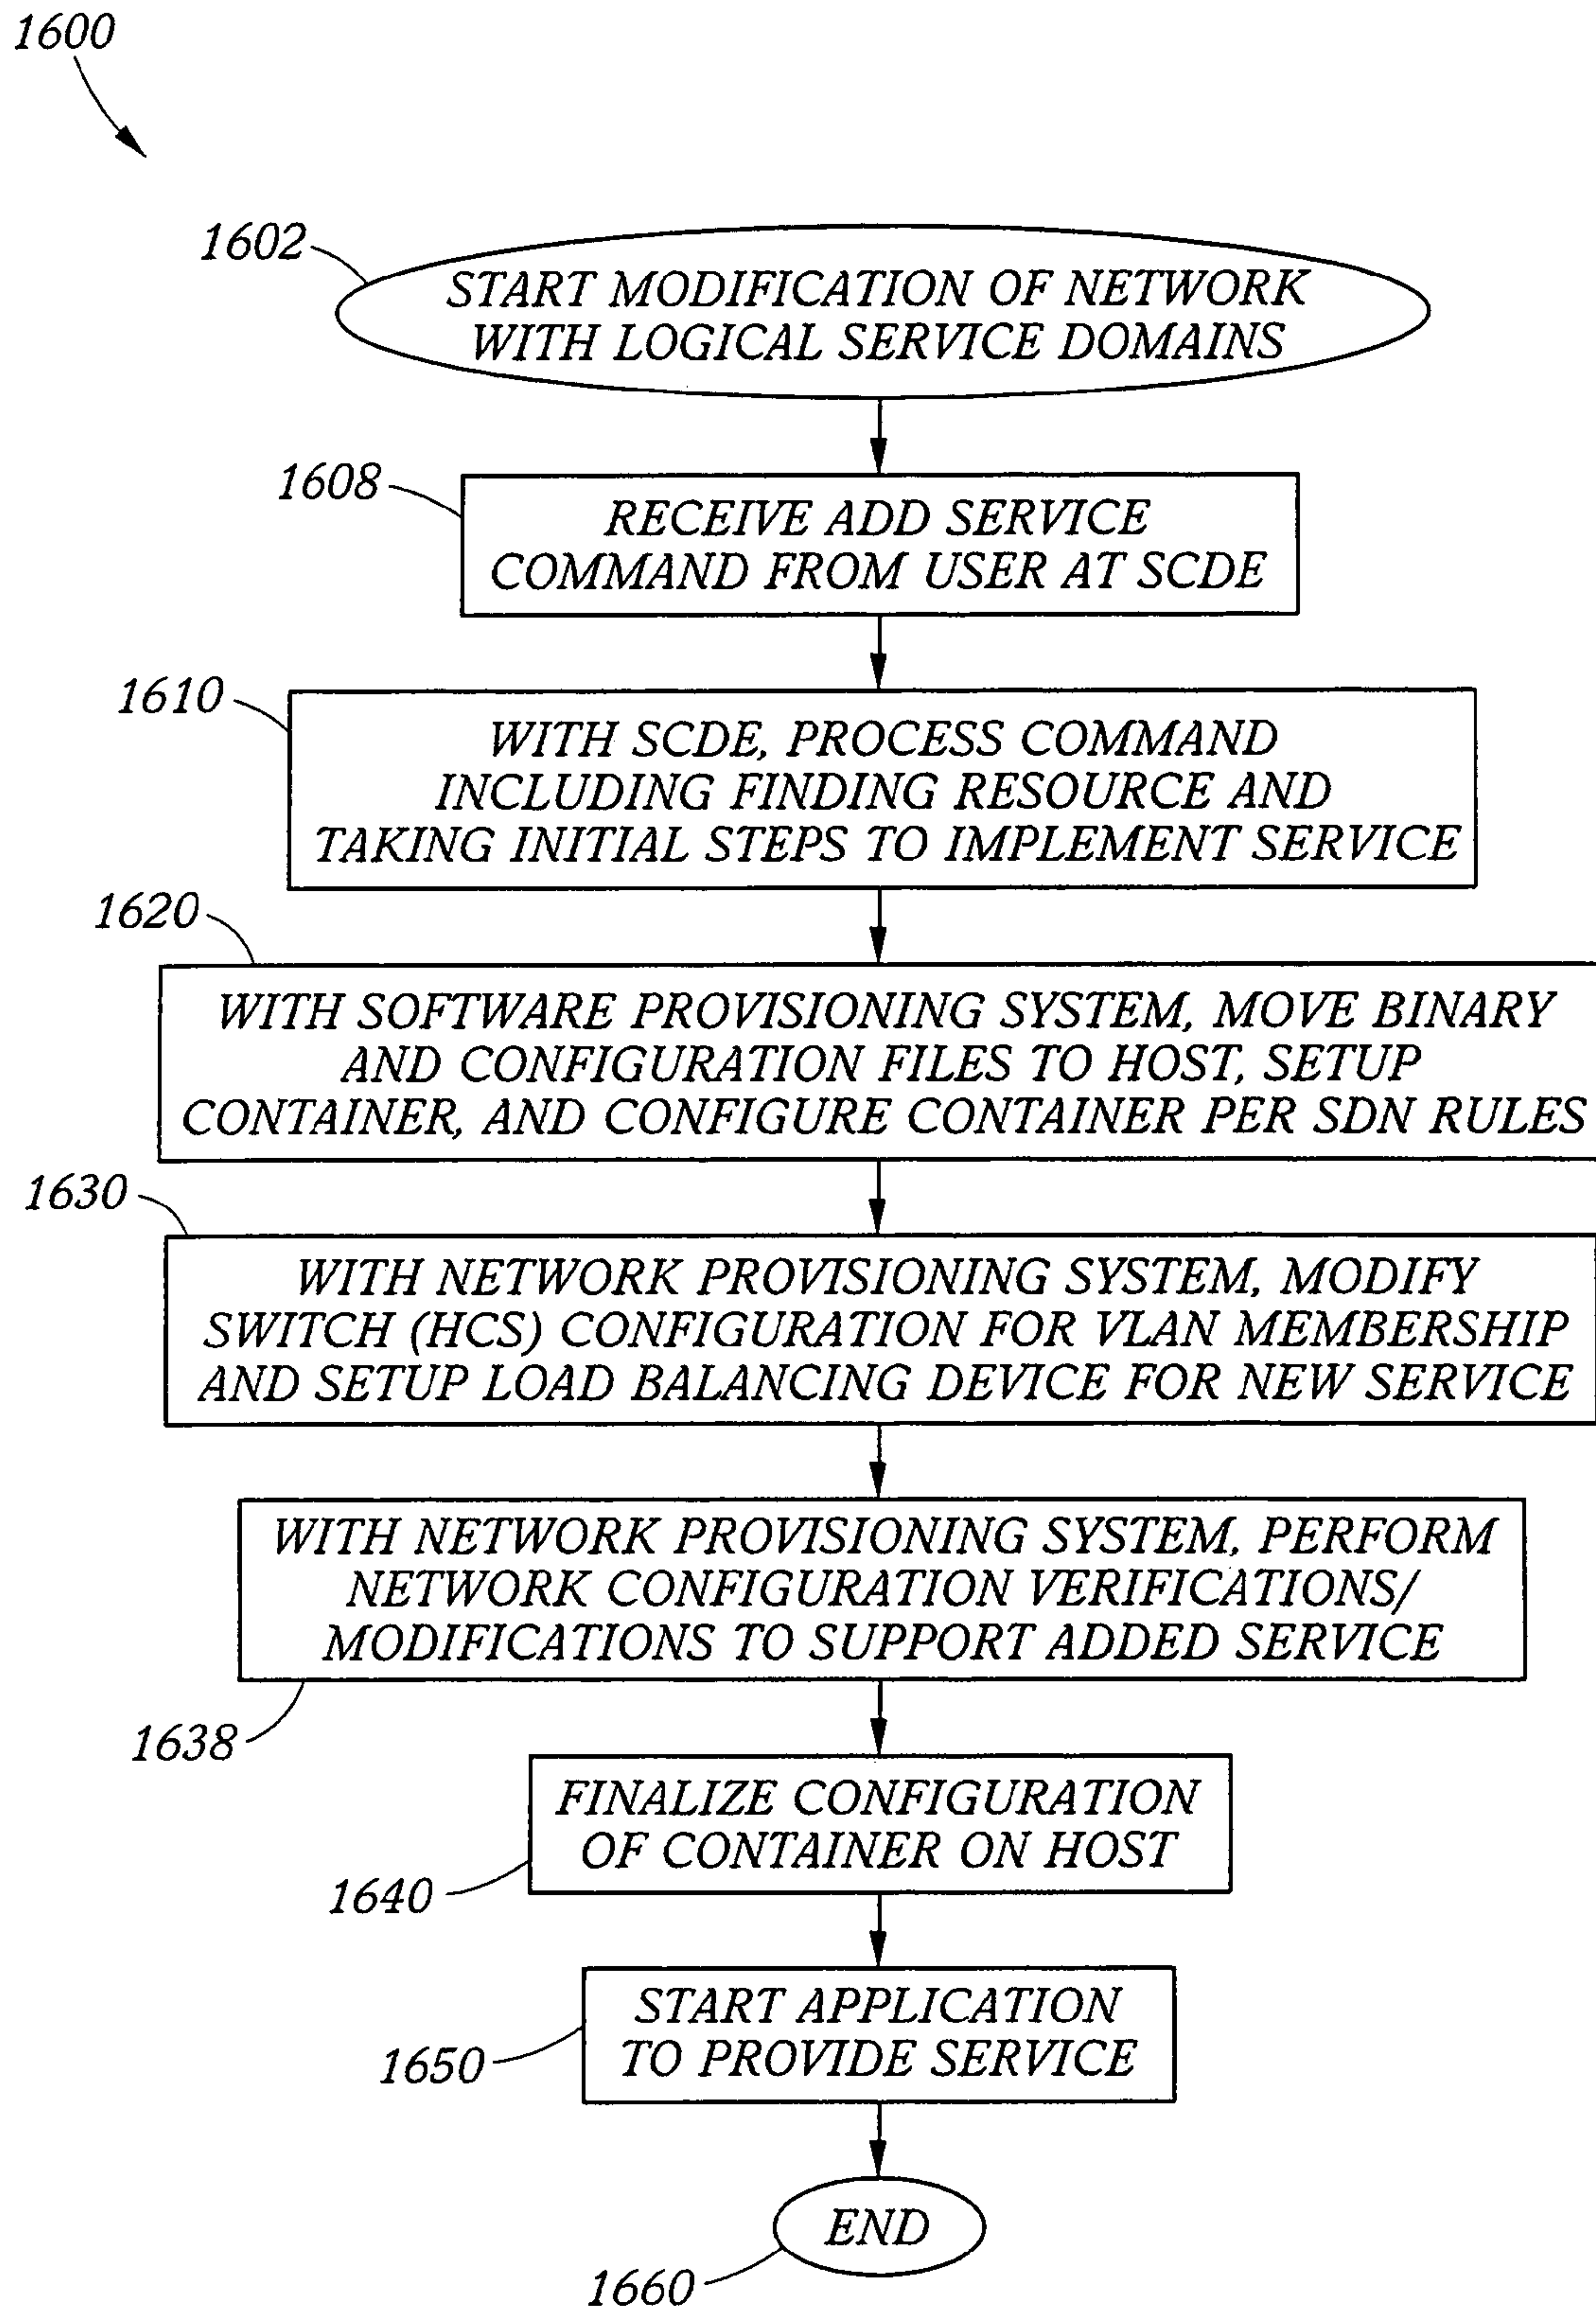 1600
1602
START MODIFICATION OF NETWORK
WITH LOGICAL SERVICE DOMAINS
1608
RECEIVE ADD SERVICE
COMMAND FROM USER AT SCDE
1610
WITH SCDE, PROCESS COMMAND
INCLUDING FINDING RESOURCE AND
TAKING INITIAL STEPS TO IMPLEMENT SERVICE
1620
WITH SOFTWARE PROVISIONING SYSTEM, MOVE BINARY
AND CONFIGURATION FILES TO HOST, SETUP
CONTAINER, AND CONFIGURE CONTAINER PER SDN RULES
1630
WITH NETWORK PROVISIONING SYSTEM, MODIFY
SWITCH (HCS) CONFIGURATION FOR VLAN MEMBERSHIP
AND SETUP LOAD BALANCING DEVICE FOR NEW SERVICE
WITH NETWORK PROVISIONING SYSTEM, PERFORM
NETWORK CONFIGURATION VERIFICATIONS/
MODIFICATIONS TO SUPPORT ADDED SERVICE
1638
FINALIZE CONFIGURATION
OF CONTAINER ON HOST
1640
START APPLICATION
TO PROVIDE SERVICE
1650
END
1660